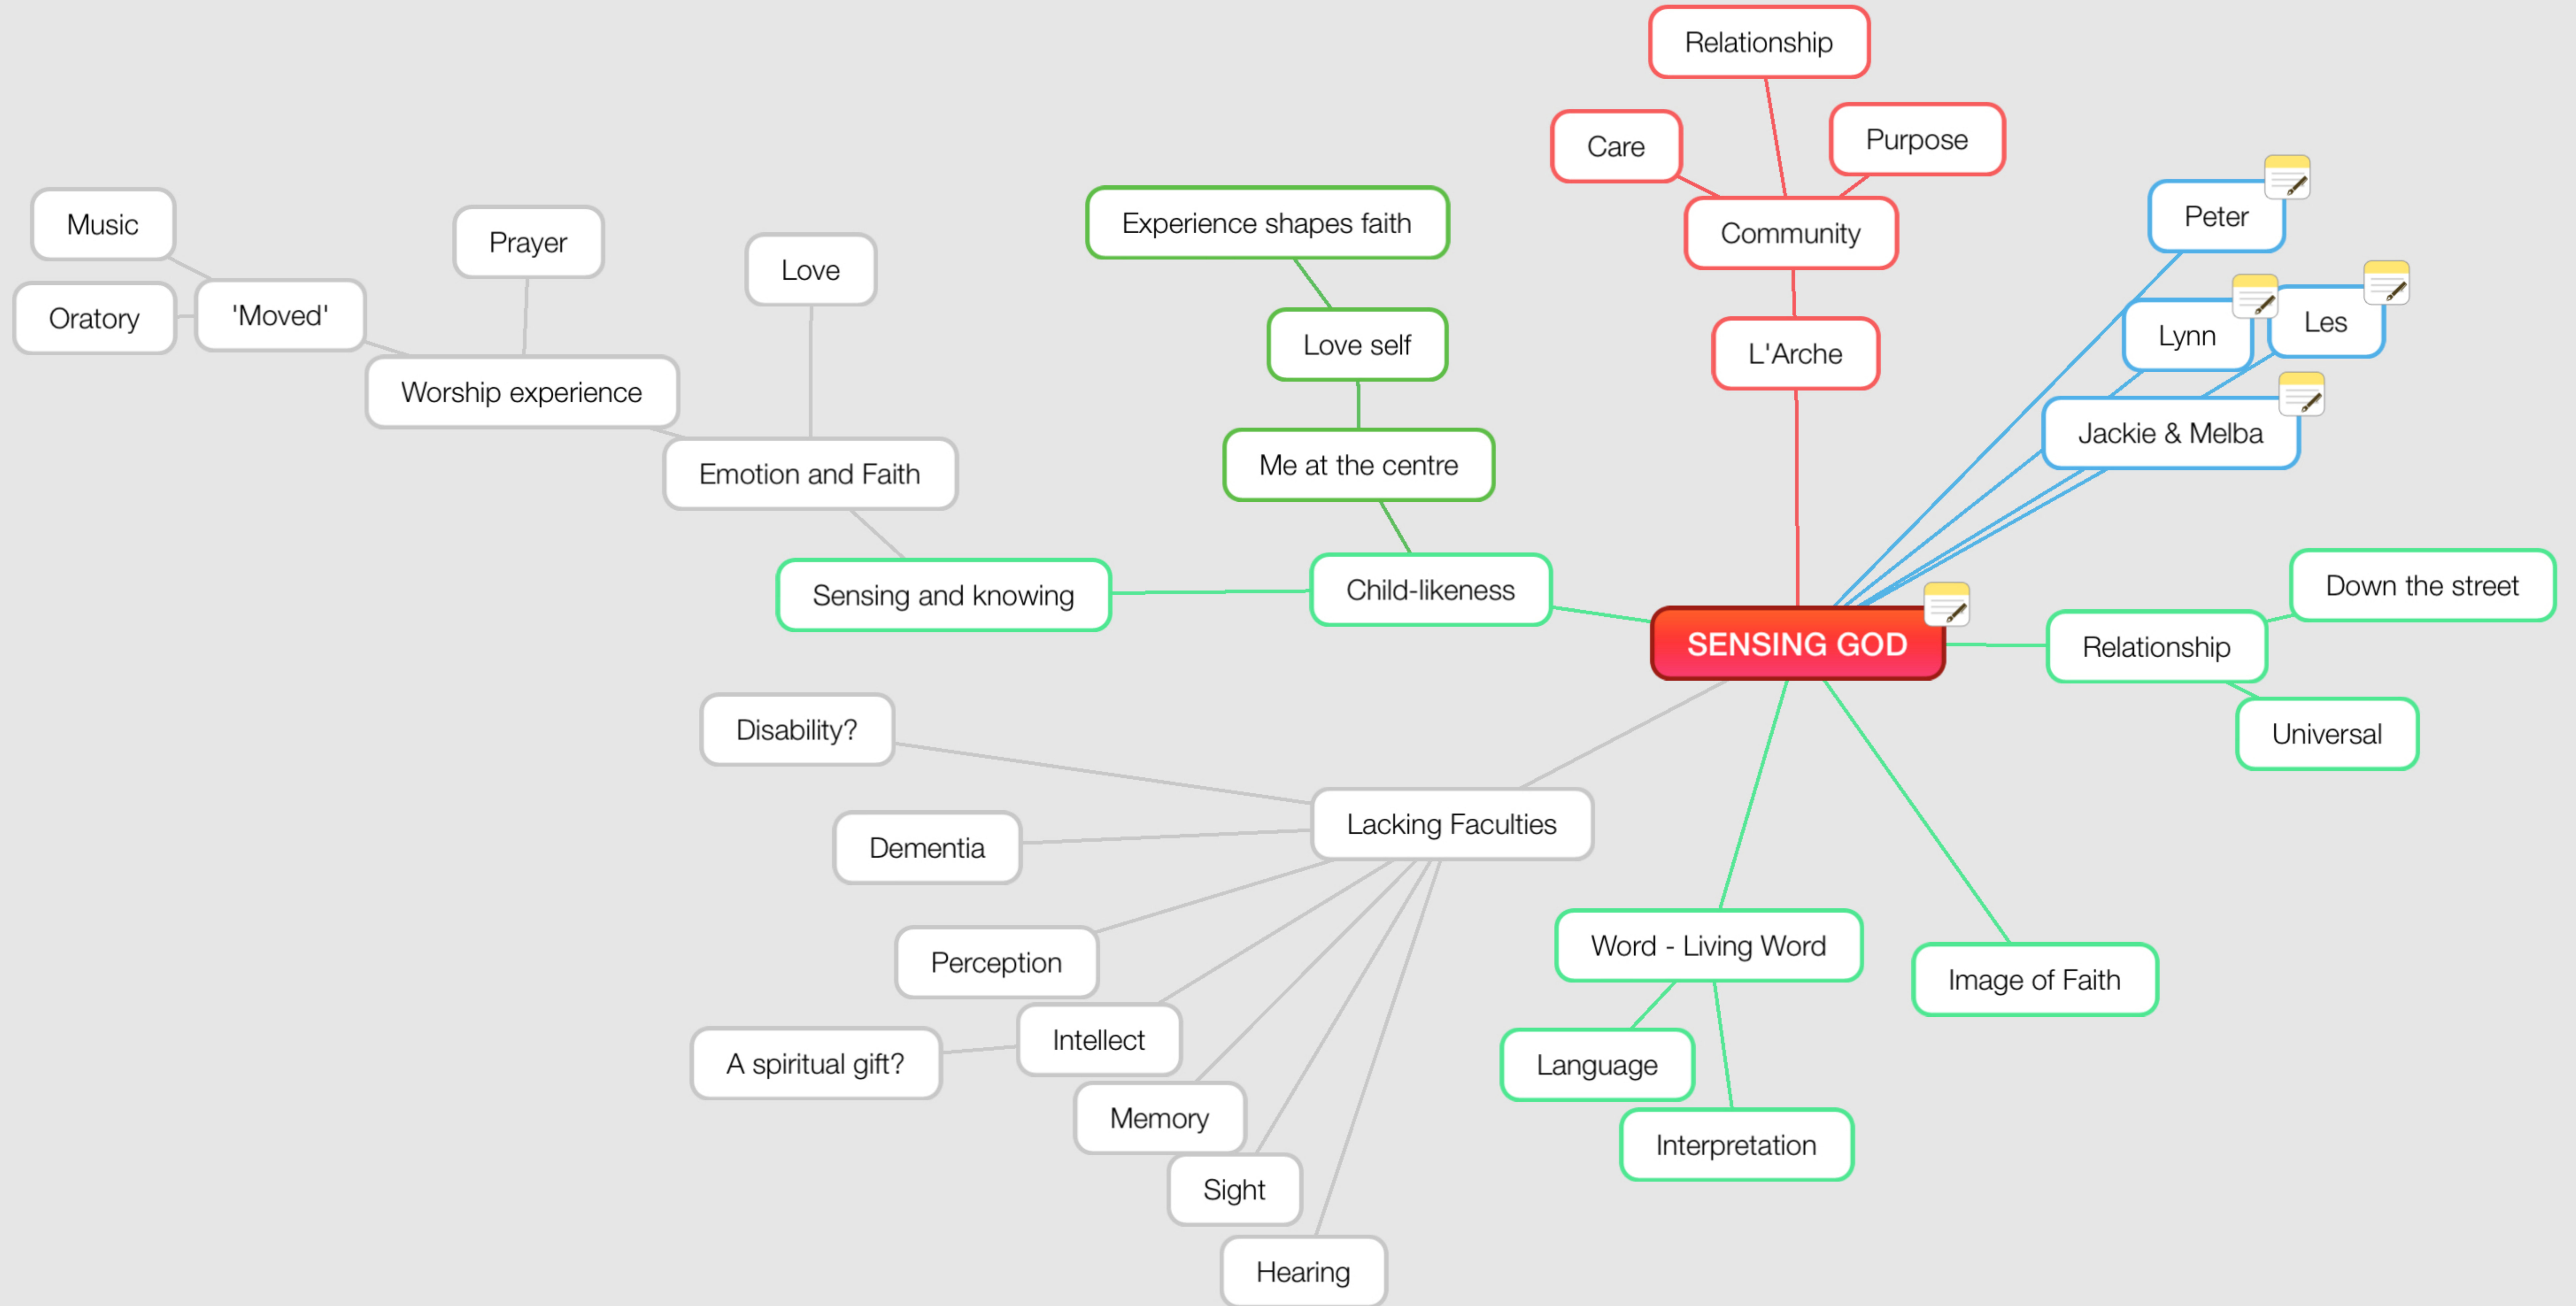 Relationship
Care
Purpose
Community
L'Arche
Peter
Lynn
Les
Jackie & Melba
Experience shapes faith
Love self
Me at the centre
Child-likeness
Music
Oratory
'Moved'
Prayer
Love
Worship experience
Emotion and Faith
Sensing and knowing
SENSING GOD
Down the street
Relationship
Universal
Disability?
Lacking Faculties
Dementia
Perception
Intellect
A spiritual gift?
Memory
Sight
Hearing
Word - Living Word
Image of Faith
Language
Interpretation